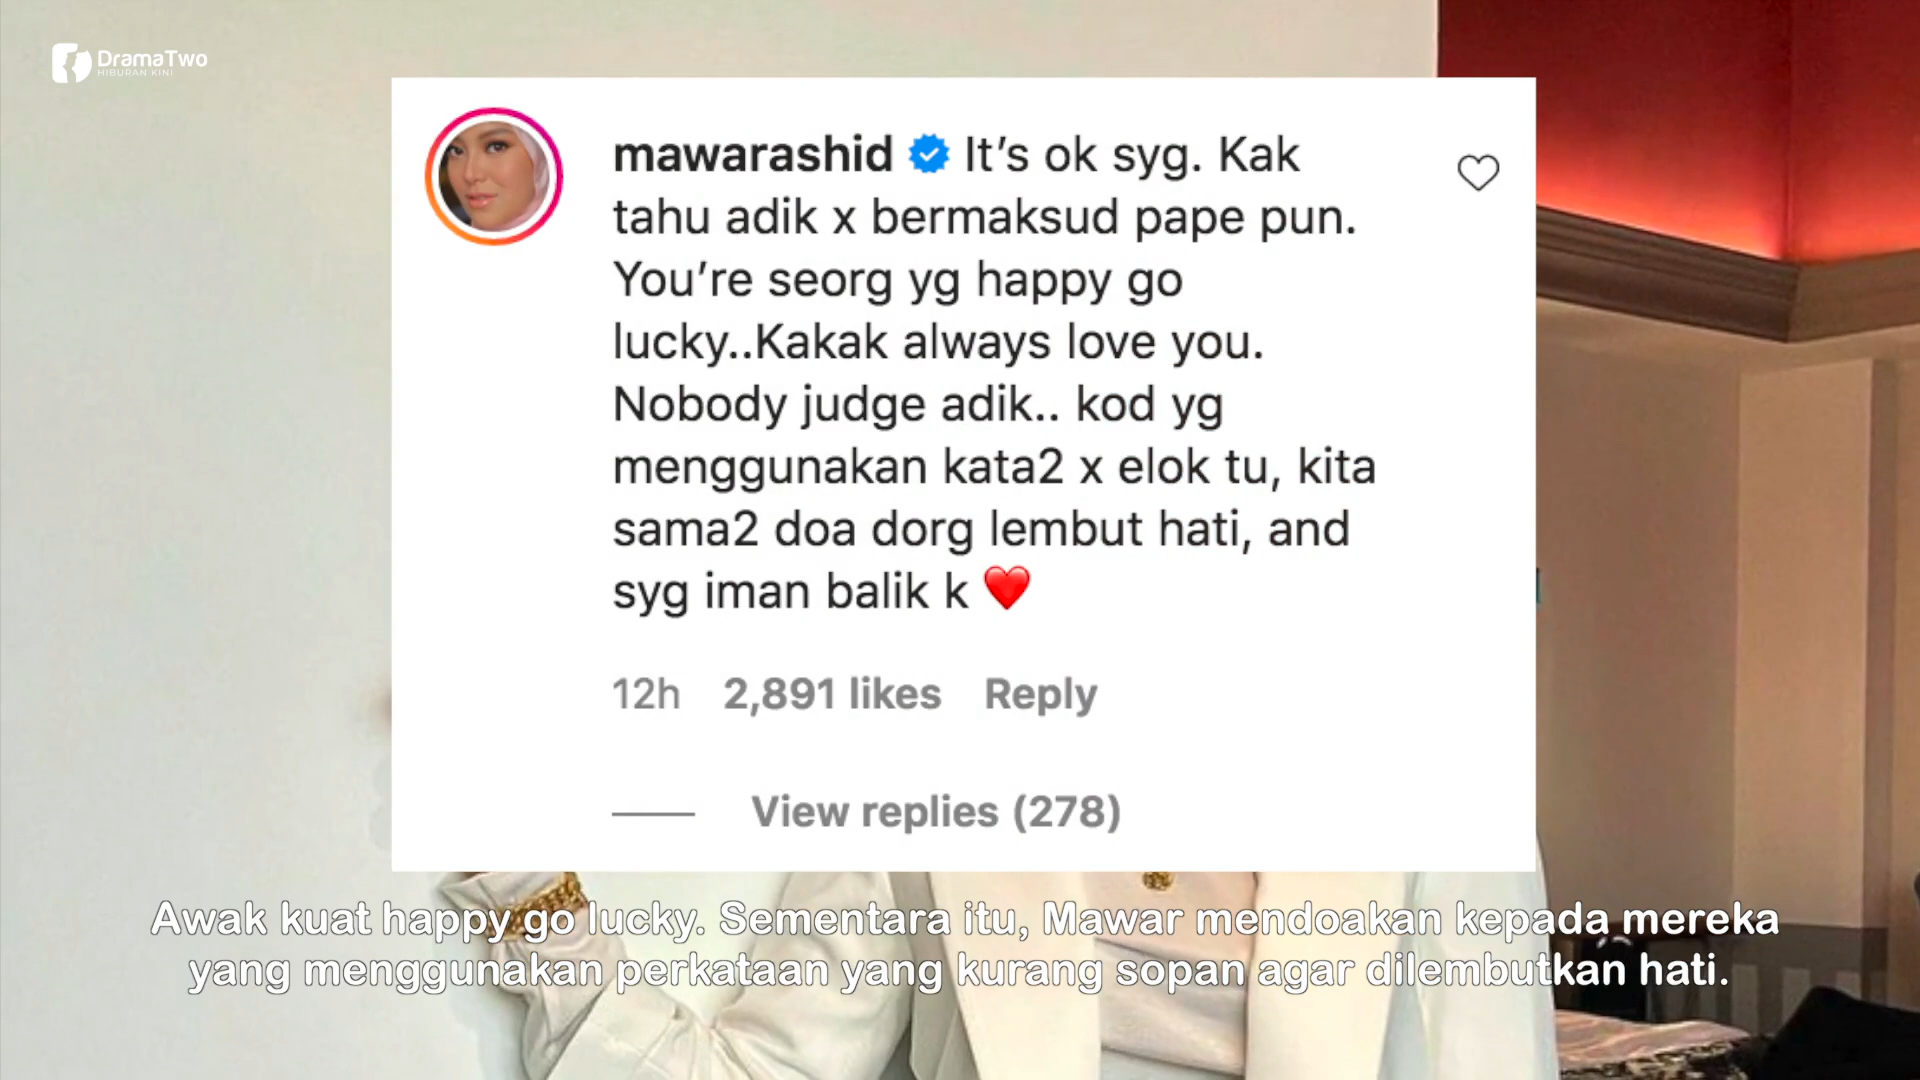 DramaTwo
HIBURAN KINI
mawarashid It's ok syg. Kak
tahu adik x bermaksud pape pun.
You're seorg yg happy go
lucky..Kakak always love you.
Nobody judge adik.. kod yg
menggunakan kata2 x elok tu, kita
sama2 doa dorg lembut hati, and
syg iman balik k ❤️
12h 2,891 likes Reply
View replies (278)
Awak kuat happy go lucky. Sementara itu, Mawar mendoakan kepada mereka
yang menggunakan perkataan yang kurang sopan agar dilembutkan hati.